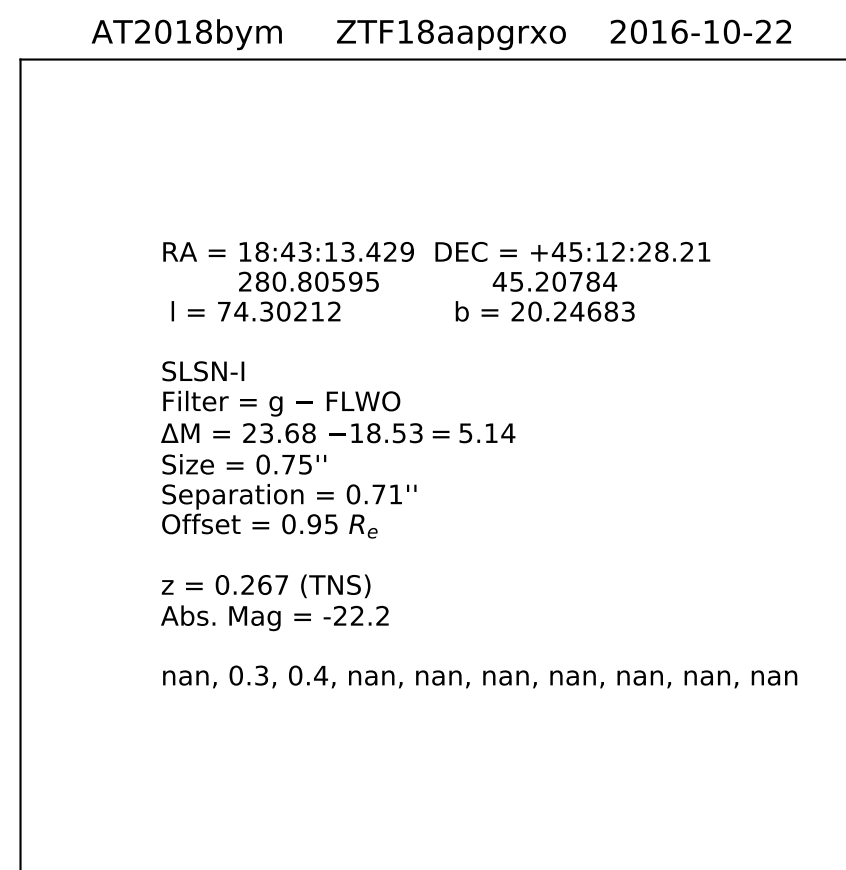 AT2018bym ZTF18aapgrxo 2016-10-22
RA = 18:43:13.429 DEC = +45:12:28.21
280.80595 45.20784
l = 74.30212 b = 20.24683
SLSN-I
Filter = g − FLWO
ΔM = 23.68 −18.53 = 5.14
Size = 0.75''
Separation = 0.71''
Offset = 0.95 Rₑ
z = 0.267 (TNS)
Abs. Mag = -22.2
nan, 0.3, 0.4, nan, nan, nan, nan, nan, nan, nan